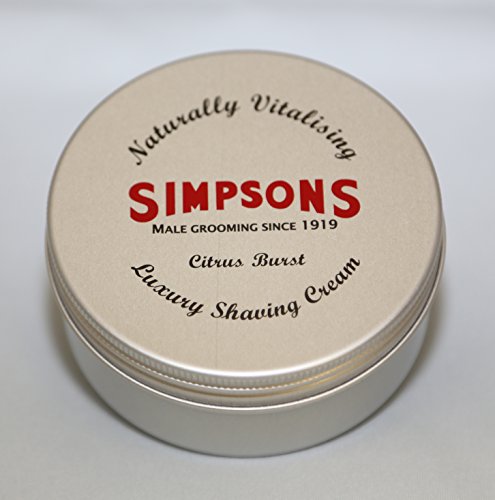 Naturally Vitalising
SIMPSONS
MALE GROOMING SINCE 1919
Citrus Burst
Luxury Shaving Cream